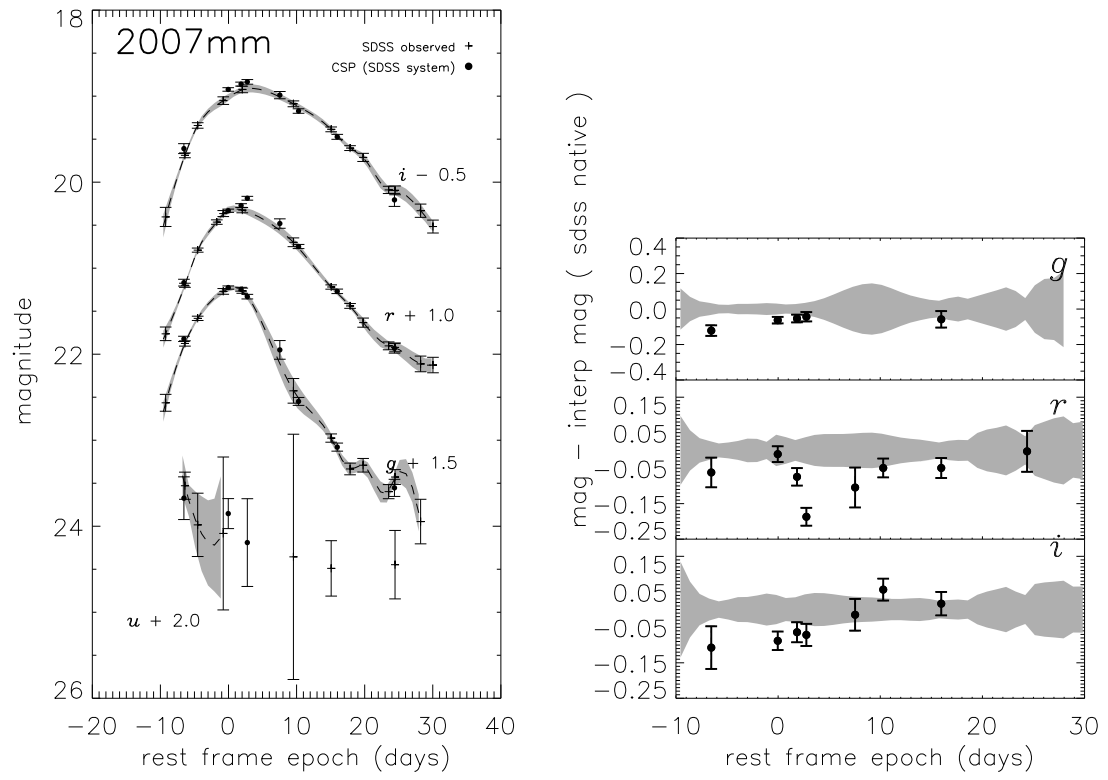 2007mm
SDSS observed +
CSP (SDSS system) ●
i − 0.5
r + 1.0
g + 1.5
u + 2.0
18
20
22
24
26
magnitude
−20 −10 0 10 20 30 40
rest frame epoch (days)
mag − interp mag ( sdss native )
g
0.4
0.2
0.0
−0.2
−0.4
r
0.15
0.05
−0.05
−0.15
−0.25
i
0.15
0.05
−0.05
−0.15
−0.25
−10 0 10 20 30
rest frame epoch (days)